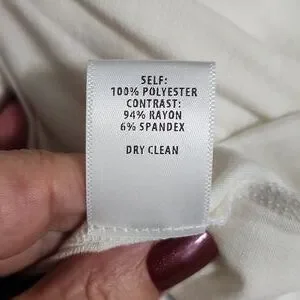 SELF:
100% POLYESTER
CONTRAST:
94% RAYON
6% SPANDEX
DRY CLEAN